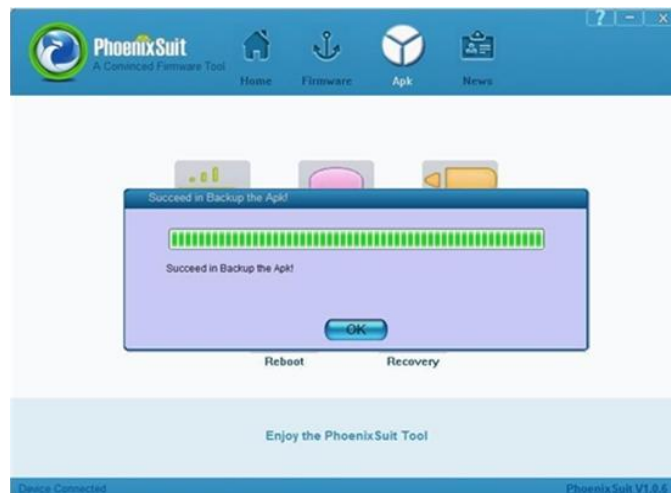 PhoenixSuit
A Convinced Firmware Tool
Home
Firmware
Apk
News
Succeed in Backup the Apk!
Succeed in Backup the Apk!
OK
Reboot
Recovery
Enjoy the PhoenixSuit Tool
Device Connected
PhoenixSuit V1.0.6